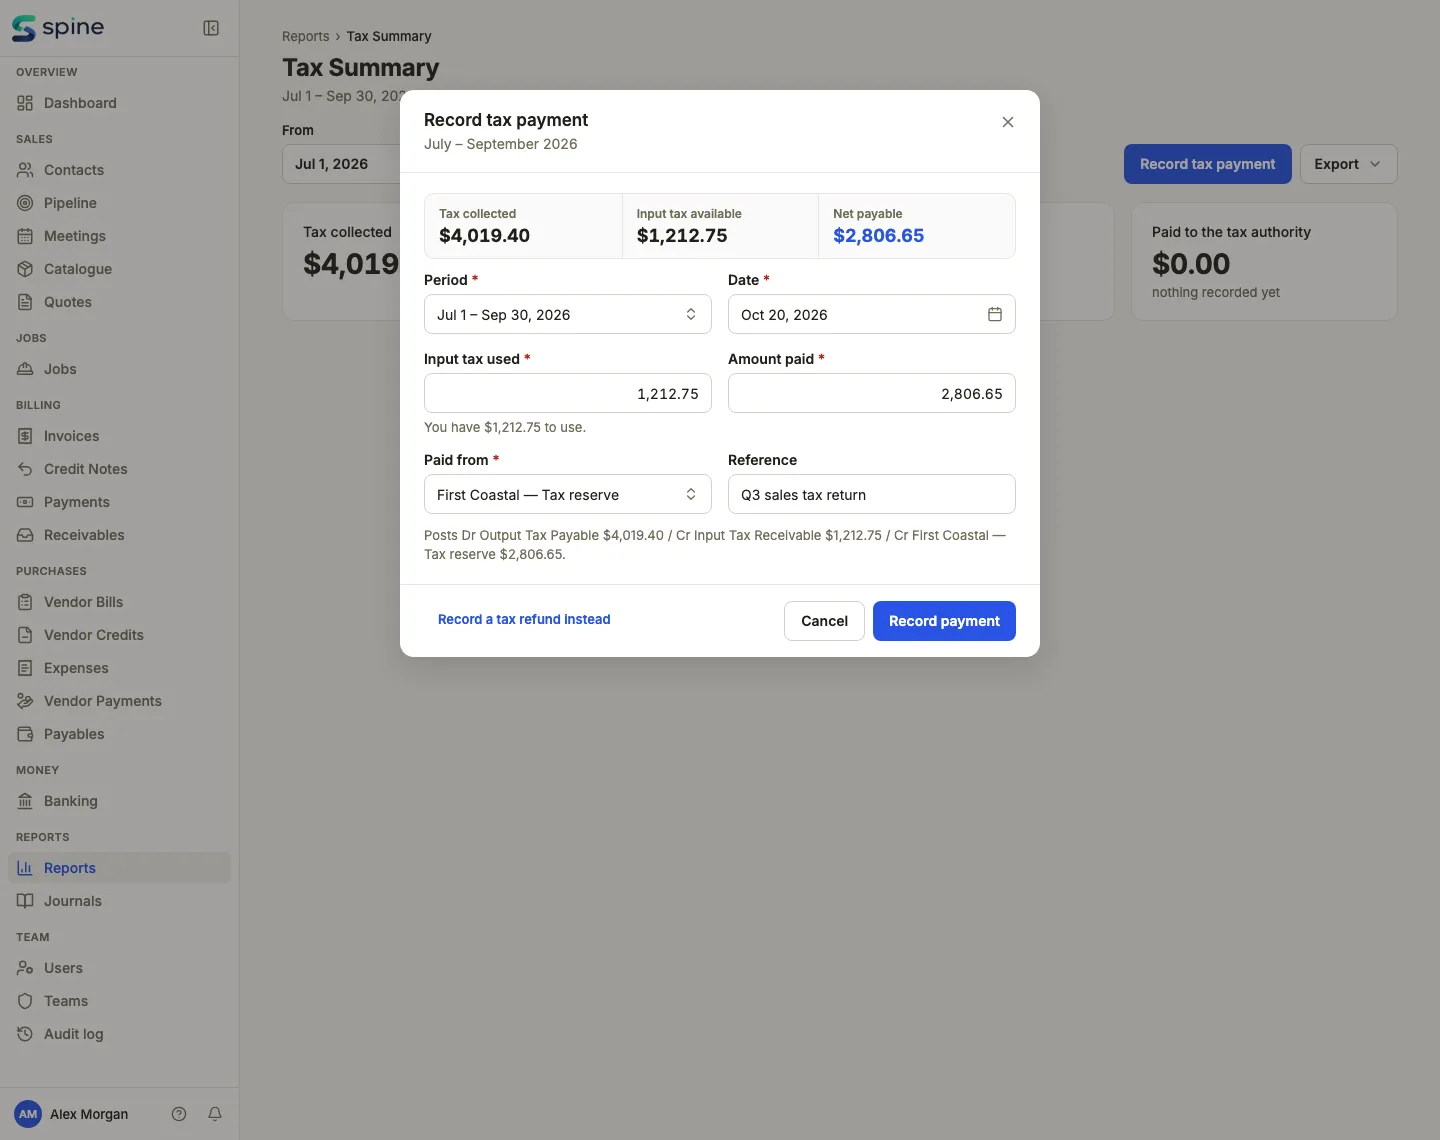 spine
OVERVIEW
Dashboard
SALES
Contacts
Pipeline
Meetings
Catalogue
Quotes
JOBS
Jobs
BILLING
Invoices
Credit Notes
Payments
Receivables
PURCHASES
Vendor Bills
Vendor Credits
Expenses
Vendor Payments
Payables
MONEY
Banking
REPORTS
Reports
Journals
TEAM
Users
Teams
Audit log
AM Alex Morgan
Reports › Tax Summary
Tax Summary
Jul 1 – Sep 30, 202
From
Jul 1, 2026
Record tax payment
Export
Tax collected
$4,019
Paid to the tax authority
$0.00
nothing recorded yet
Record tax payment
July – September 2026
Tax collected
$4,019.40
Input tax available
$1,212.75
Net payable
$2,806.65
Period *
Jul 1 – Sep 30, 2026
Date *
Oct 20, 2026
Input tax used *
1,212.75
You have $1,212.75 to use.
Amount paid *
2,806.65
Paid from *
First Coastal — Tax reserve
Reference
Q3 sales tax return
Posts Dr Output Tax Payable $4,019.40 / Cr Input Tax Receivable $1,212.75 / Cr First Coastal —
Tax reserve $2,806.65.
Record a tax refund instead
Cancel
Record payment